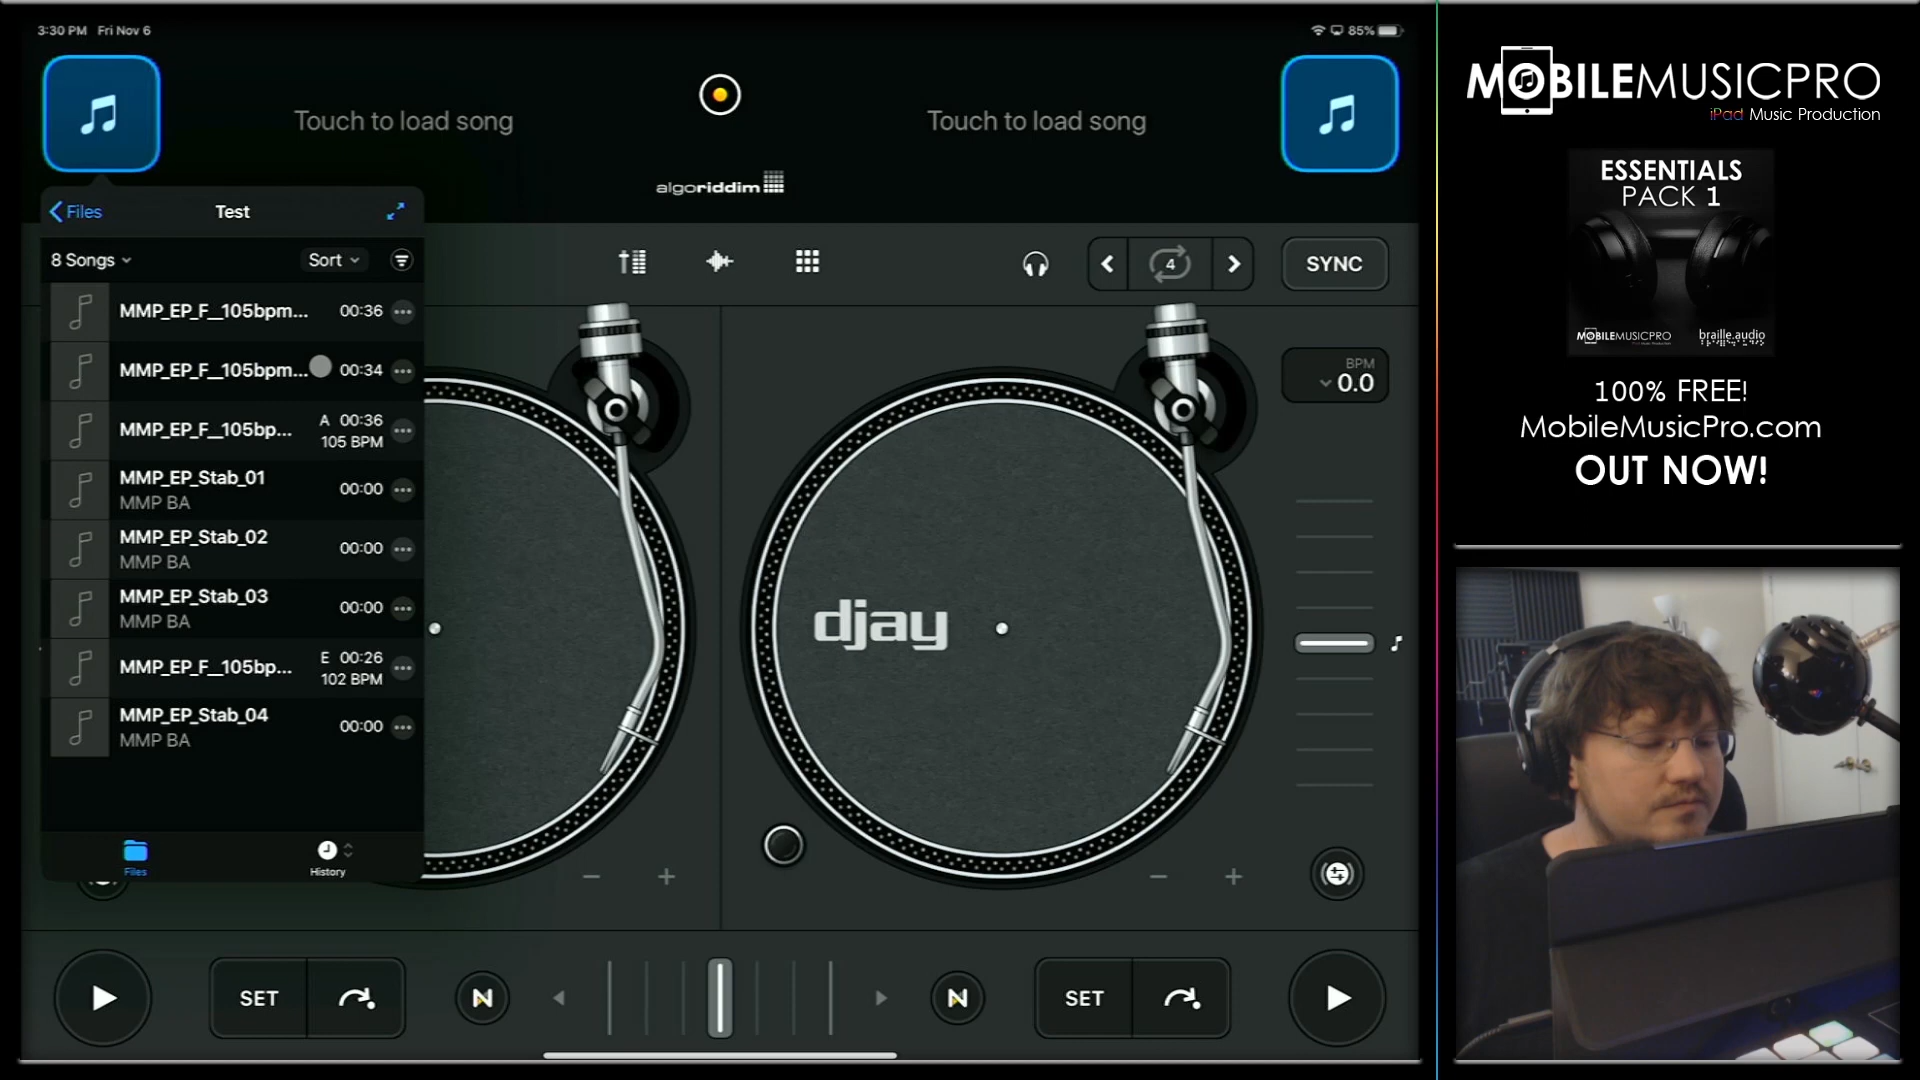 3:30 PM Fri Nov 6
85%
Touch to load song
Touch to load song
algoriddim
Files
Test
8 Songs
Sort
MMP_EP_F__105bpm...
00:36
MMP_EP_F__105bpm...
00:34
MMP_EP_F__105bp...
A 00:36
105 BPM
MMP_EP_Stab_01
MMP BA
00:00
MMP_EP_Stab_02
MMP BA
00:00
MMP_EP_Stab_03
MMP BA
00:00
MMP_EP_F__105bp...
E 00:26
102 BPM
MMP_EP_Stab_04
MMP BA
00:00
Files
History
4
SYNC
BPM
0.0
djay
SET
SET
MOBILEMUSICPRO
iPad Music Production
ESSENTIALS
PACK 1
MOBILEMUSICPRO
braille.audio
100% FREE!
MobileMusicPro.com
OUT NOW!